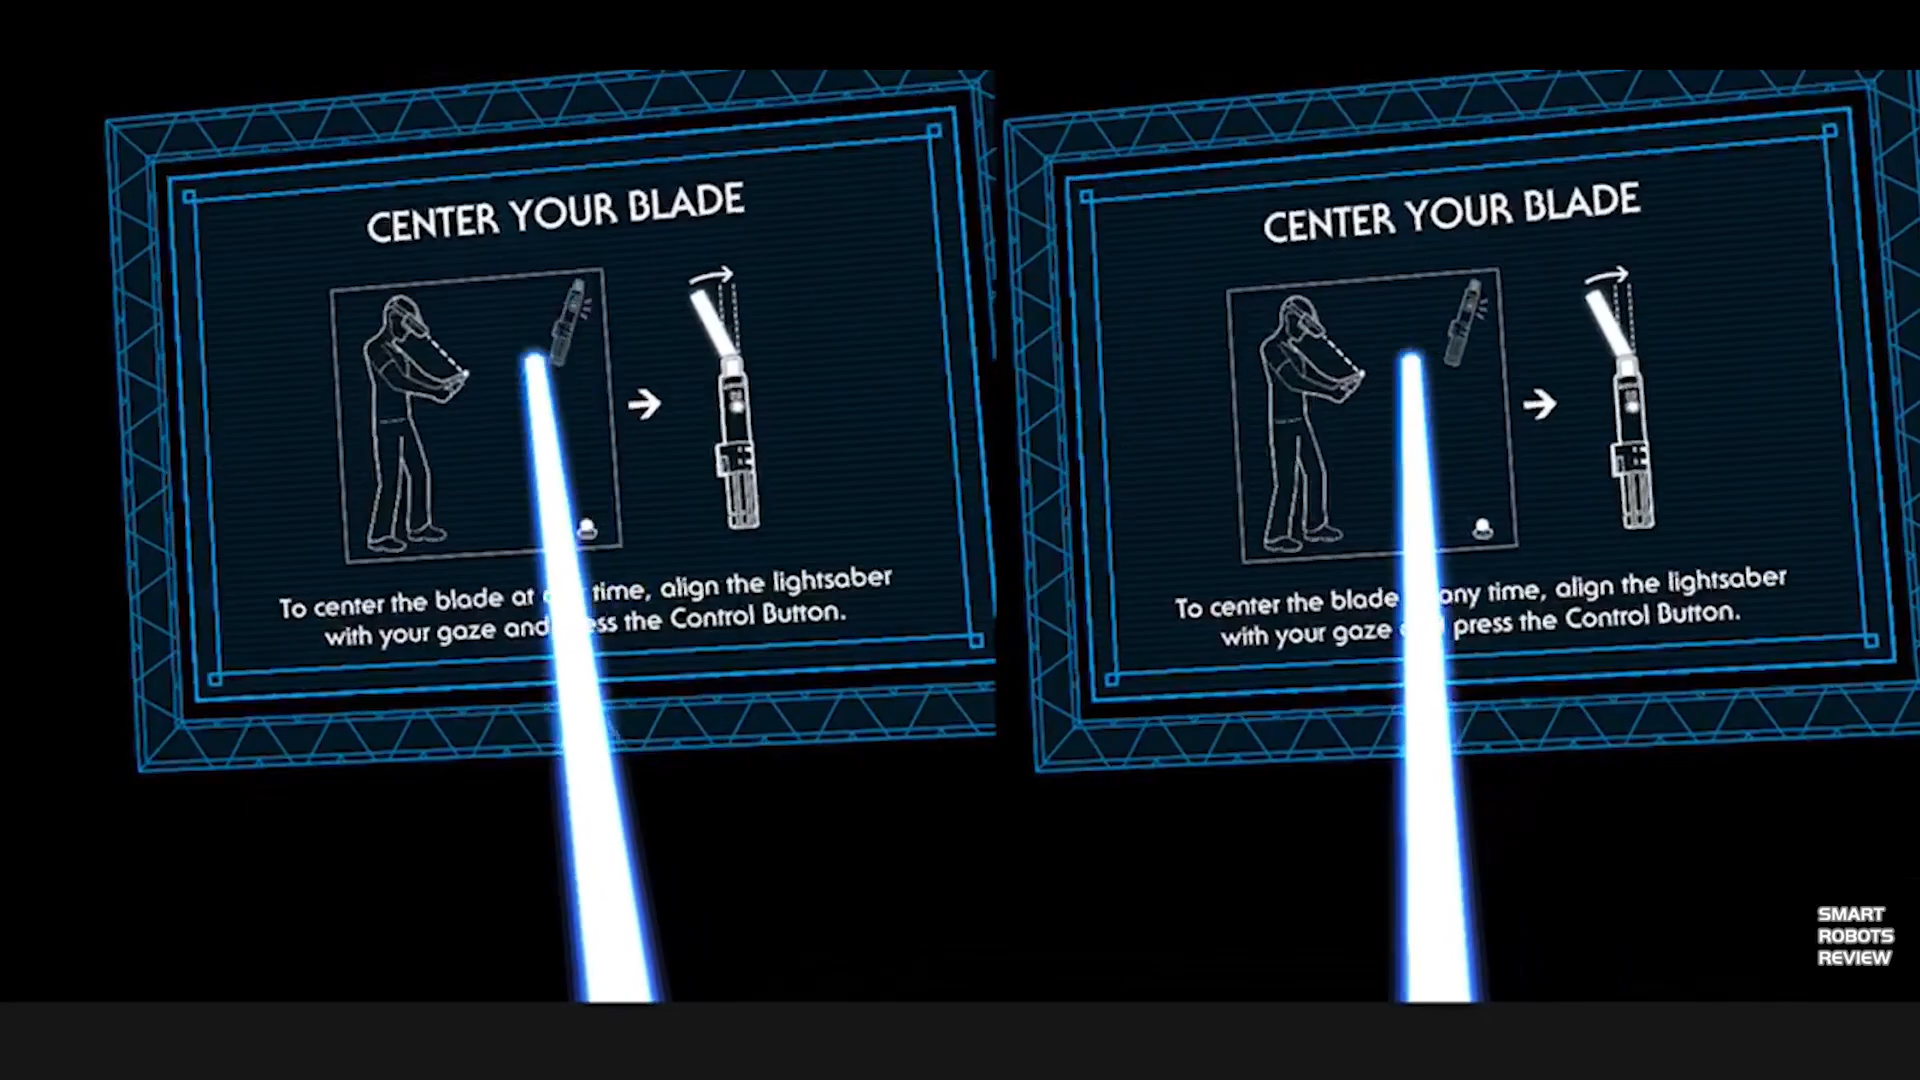 CENTER YOUR BLADE
To center the blade at time, align the lightsaber
with your gaze and the Control Button.
CENTER YOUR BLADE
To center the blade any time, align the lightsaber
with your gaze press the Control Button.
SMART
ROBOTS
REVIEW